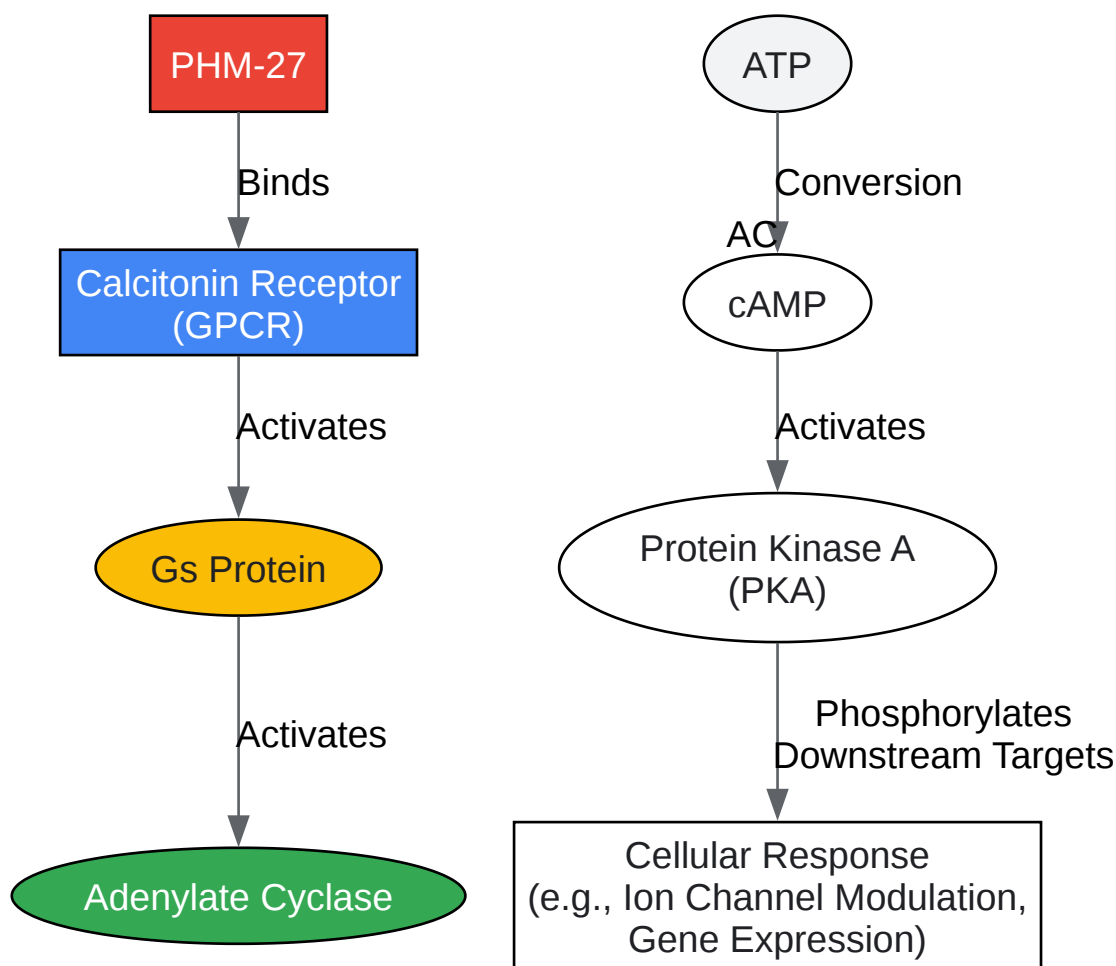 PHM-27
Binds
Calcitonin Receptor
(GPCR)
Activates
Gs Protein
Activates
Adenylate Cyclase
ATP
Conversion
AC
cAMP
Activates
Protein Kinase A
(PKA)
Phosphorylates
Downstream Targets
Cellular Response
(e.g., Ion Channel Modulation,
Gene Expression)